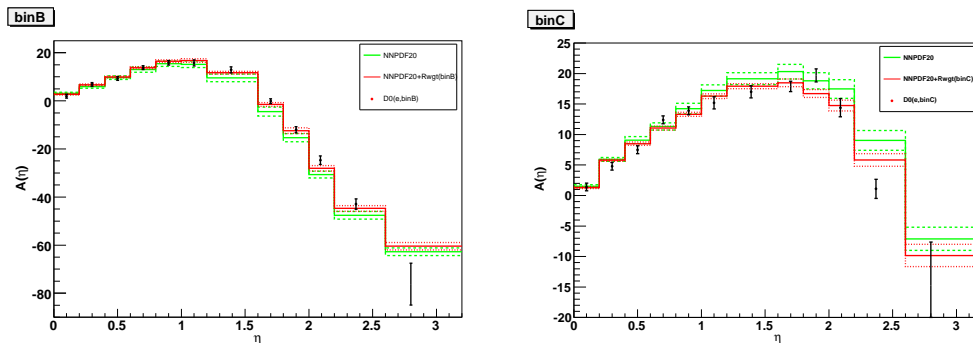 binB
A(η)
20
0
-20
-40
-60
-80
0
0.5
1
1.5
2
2.5
3
η
NNPDF20
NNPDF20+Rwgt(binB)
D0(e,binB)
binC
A(η)
25
20
15
10
5
0
-5
-10
-15
-20
0
0.5
1
1.5
2
2.5
3
η
NNPDF20
NNPDF20+Rwgt(binC)
D0(e,binC)